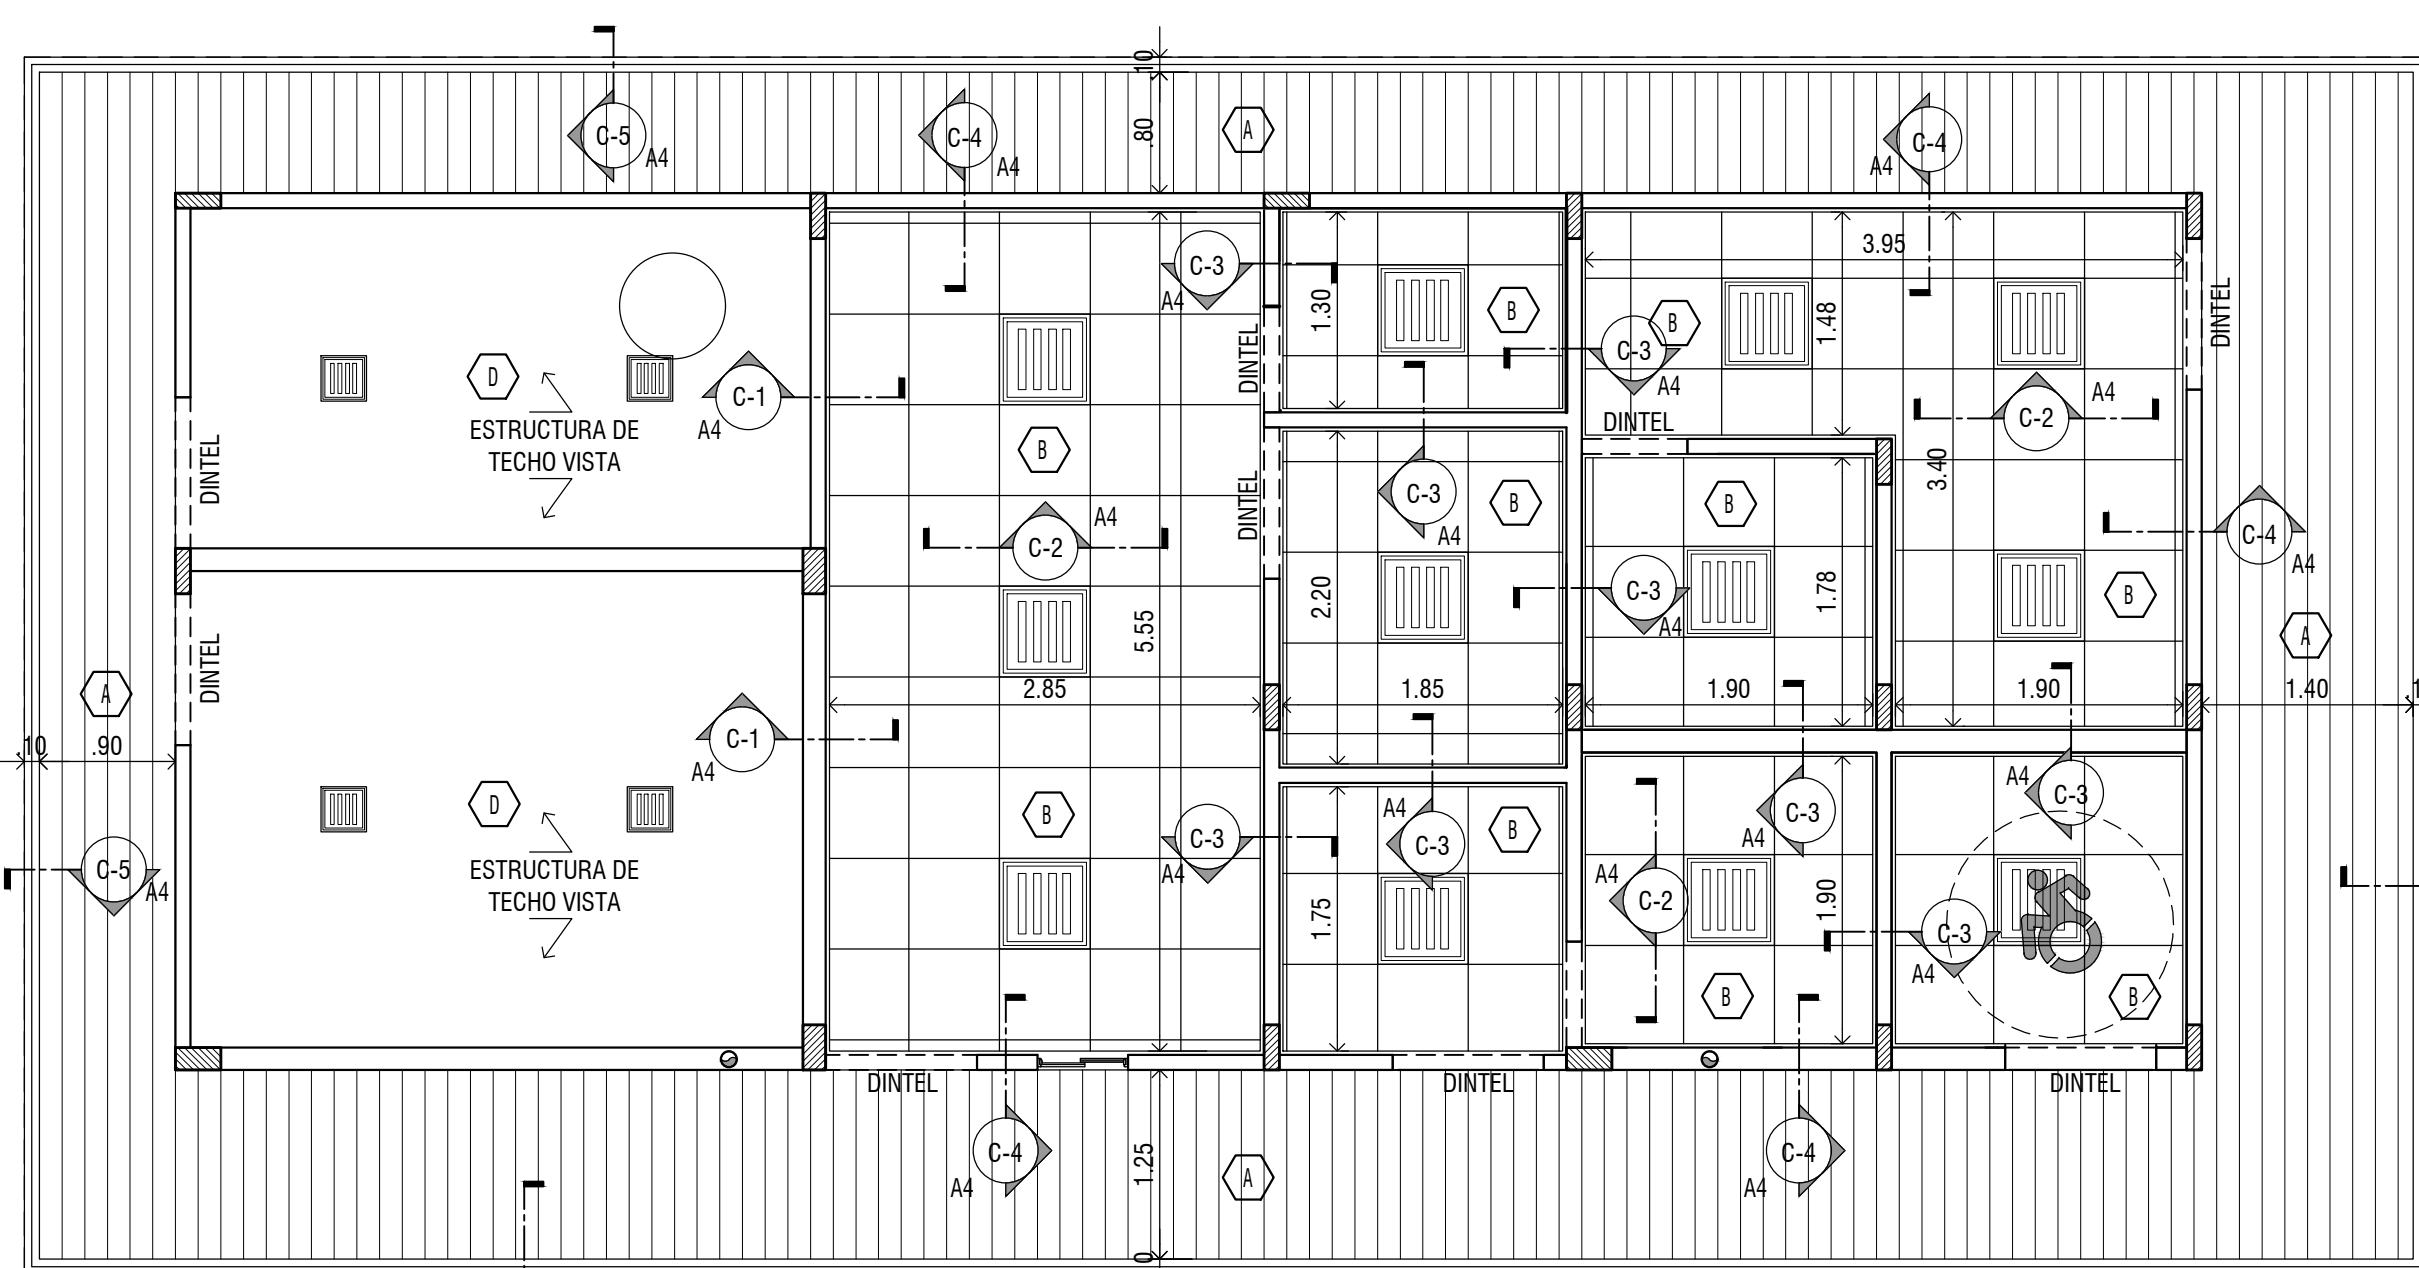 .10
C-5
A4
C-4
A4
.80
A
C-4
A4
C-3
A4
3.95
1.30
B
B
1.48
DINTEL
DINTEL
C-3
A4
D
C-1
A4
ESTRUCTURA DE
TECHO VISTA
DINTEL
B
DINTEL
C-2
A4
3.40
DINTEL
C-3
A4
B
B
C-2
A4
C-4
A4
5.55
2.20
C-3
A4
1.78
B
A
DINTEL
A
2.85
1.85
1.90
1.90
1.40
.10
.90
C-1
A4
D
B
C-3
A4
A4
C-3
B
C-3
A4
A4
C-3
ESTRUCTURA DE
TECHO VISTA
C-5
A4
1.75
A4
C-2
1.90
C-3
A4
B
B
DINTEL
DINTEL
DINTEL
C-4
A4
1.25
A
C-4
A4